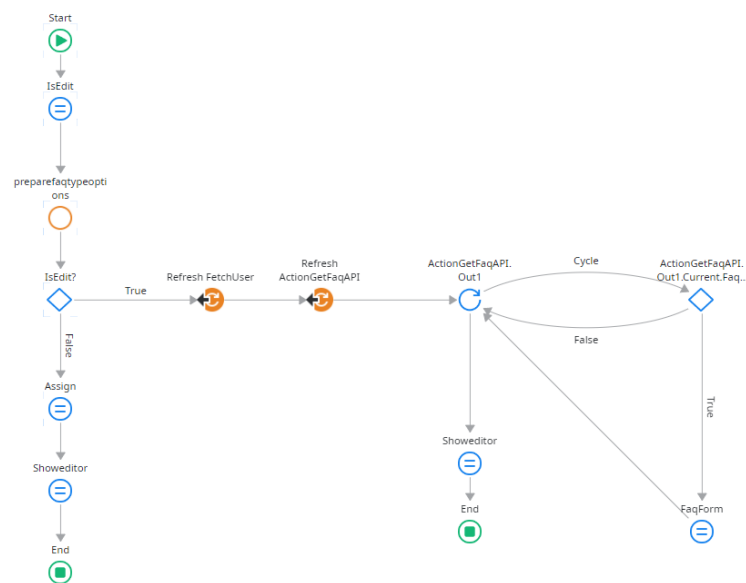 Start
IsEdit
preparefaqtypeopti
ons
IsEdit?
True
Refresh FetchUser
Refresh
ActionGetFaqAPI
ActionGetFaqAPI.
Out1
Cycle
ActionGetFaqAPI.
Out1.Current.Faq...
False
False
True
Assign
Showeditor
End
Showeditor
End
FaqForm